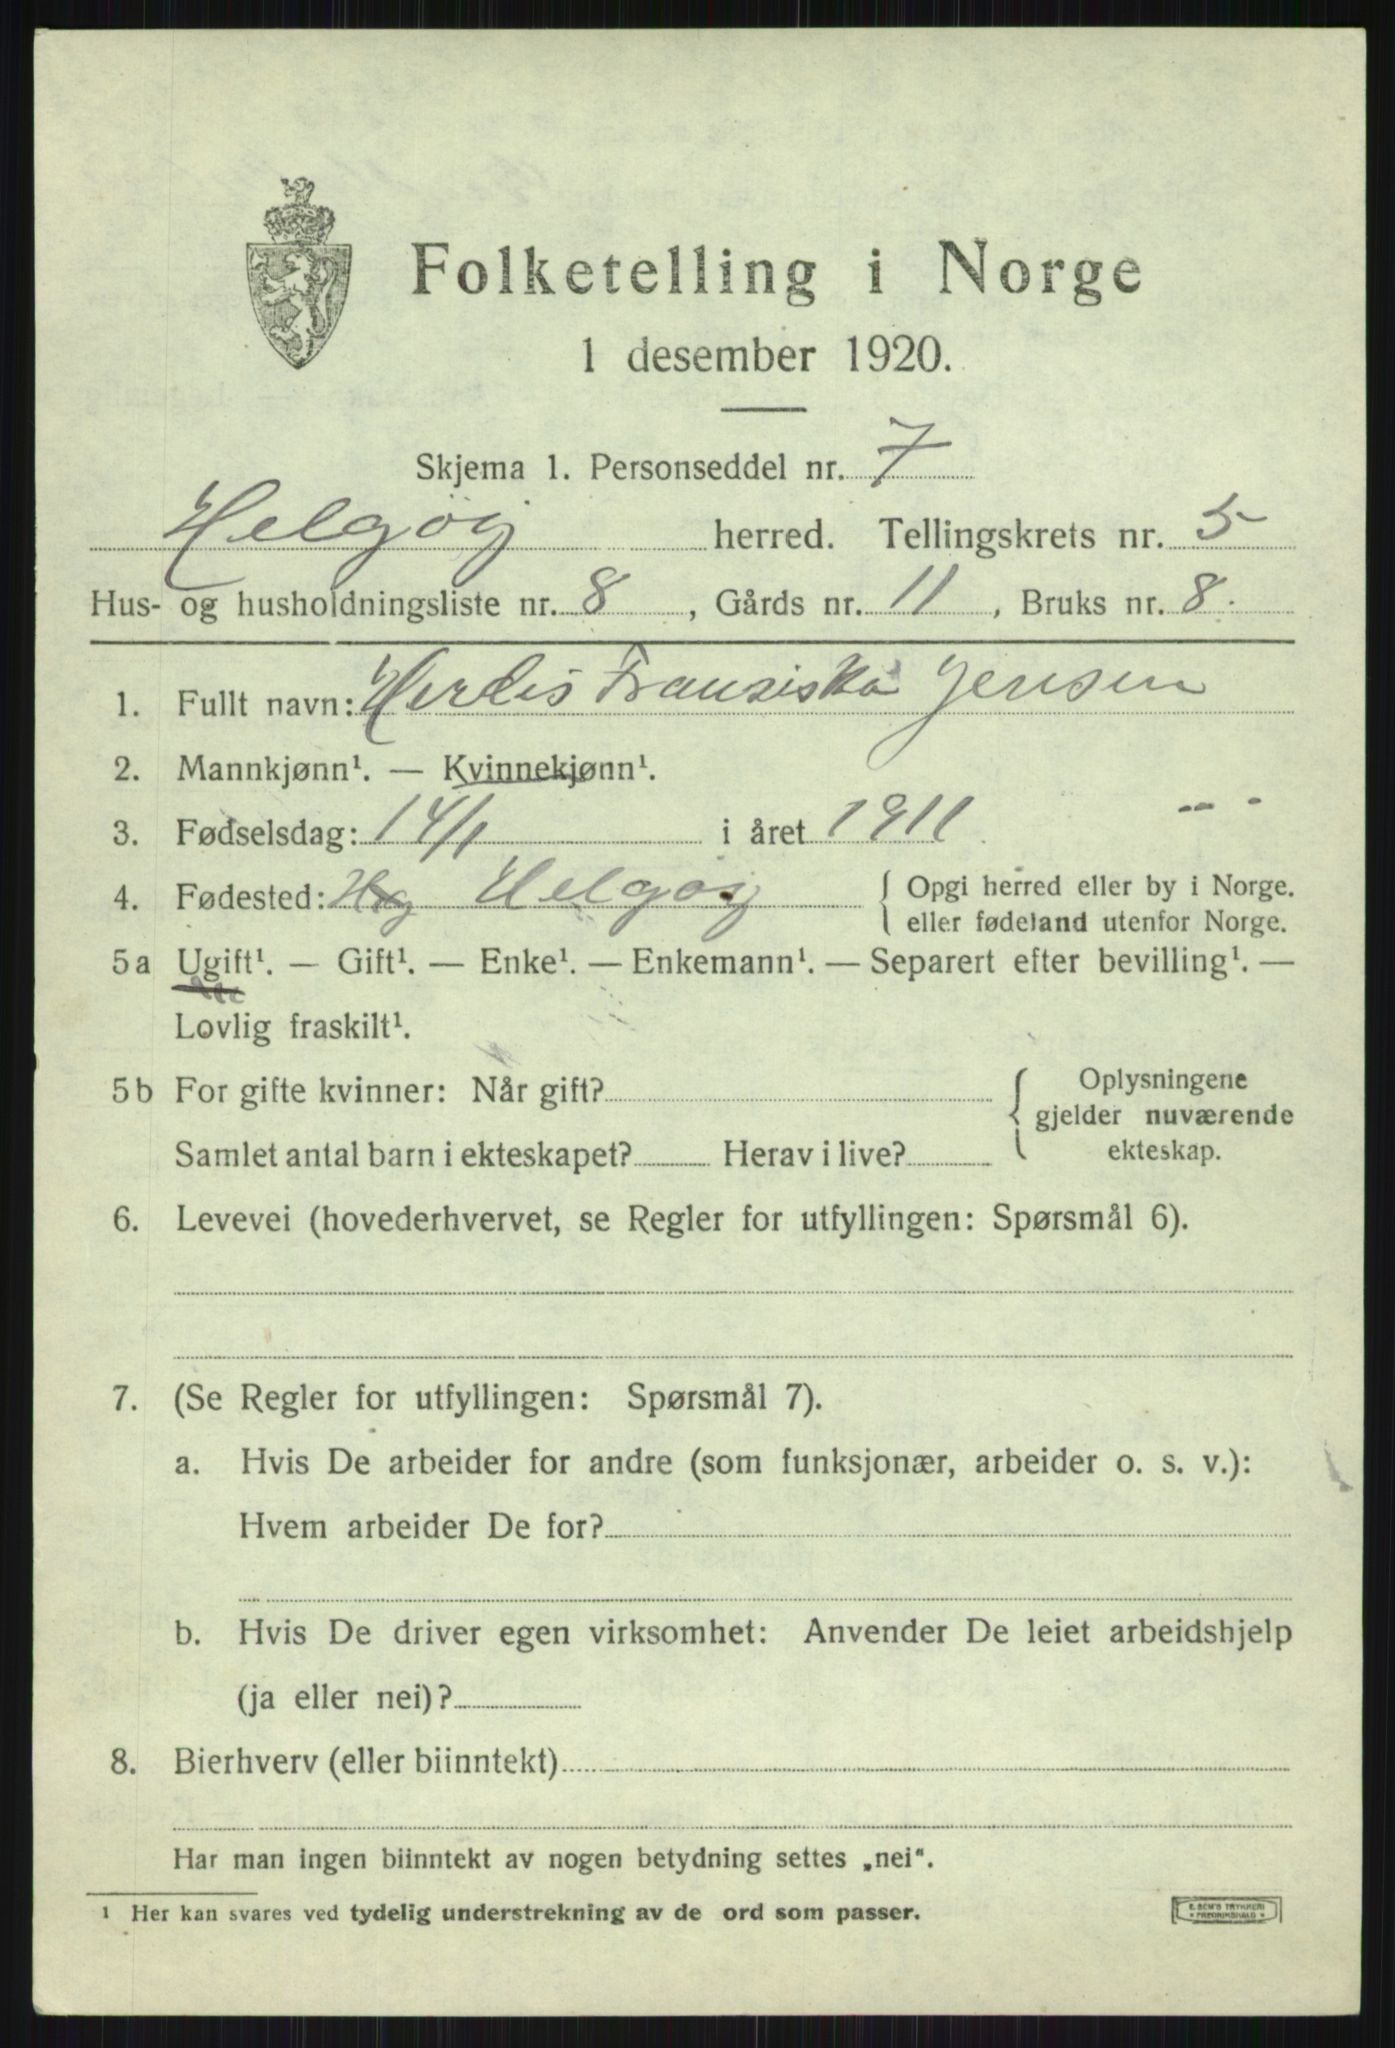 Folketelling i Norge
1 desember 1920.
Skjema 1. Personseddel nr. 7
Helgøy herred. Tellingskrets nr. 5
Hus- og husholdningsliste nr. 8, Gårds nr. 11, Bruks nr. 8.
1. Fullt navn: Herdis Fransiska Jensen
2. Mannkjønn¹. — Kvinnekjønn¹.
3. Fødselsdag: 14/1 i året 1911
4. Fødested: Helgøy { Opgi herred eller by i Norge.
eller fødeland utenfor Norge.
5a Ugift¹. — Gift¹. — Enke¹. — Enkemann¹. — Separert efter bevilling¹. —
Lovlig fraskilt¹.
5b For gifte kvinner: Når gift? { Oplysningene
gjelder nuværende
Samlet antal barn i ekteskapet? Herav i live? ekteskap.
6. Levevei (hovederhvervet, se Regler for utfyllingen: Spørsmål 6).
7. (Se Regler for utfyllingen: Spørsmål 7).
a. Hvis De arbeider for andre (som funksjonær, arbeider o. s. v.):
Hvem arbeider De for?
b. Hvis De driver egen virksomhet: Anvender De leiet arbeidshjelp
(ja eller nei)?
8. Bierhverv (eller biinntekt)
Har man ingen biinntekt av nogen betydning settes „nei“.
¹ Her kan svares ved tydelig understrekning av de ord som passer.
E. SEM'S TRYKKERI
* FREDRIKSHALD *